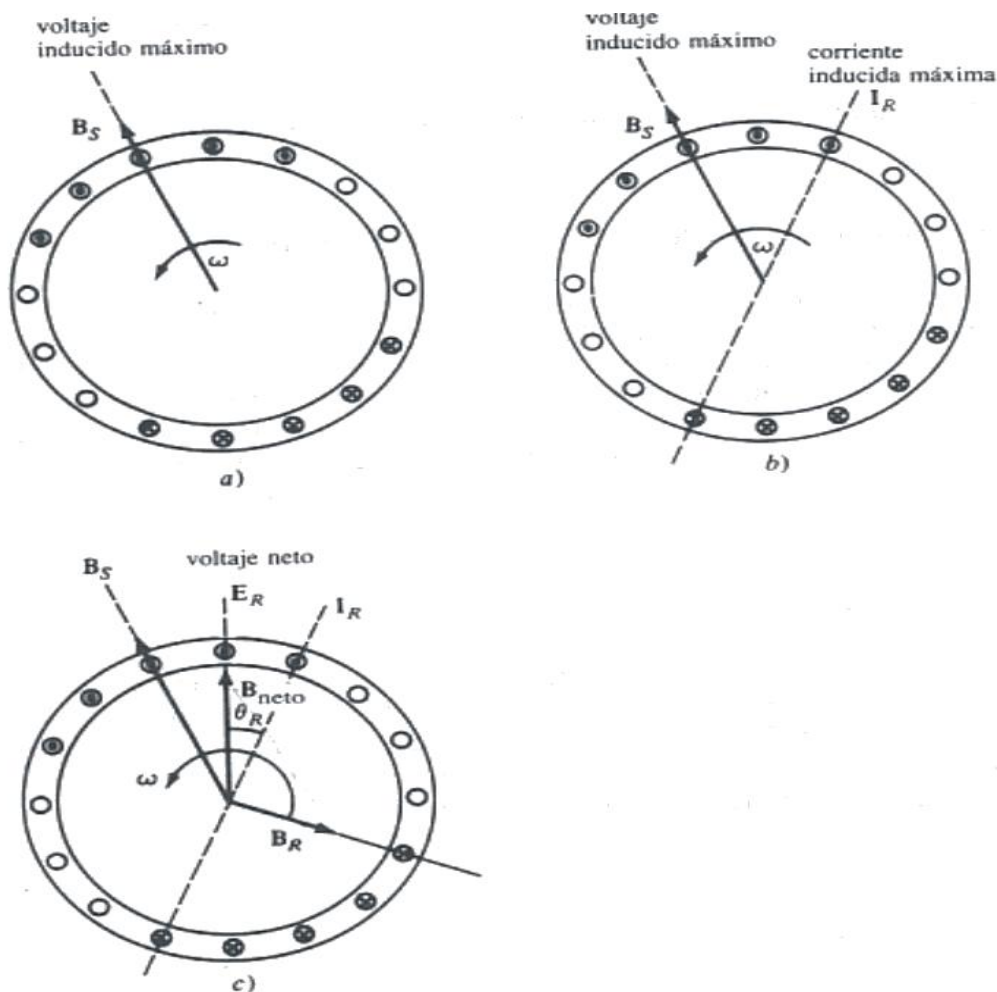 voltaje
inducido máximo
B_S
ω
a)
voltaje
inducido máximo
corriente
inducida máxima
I_R
B_S
ω
b)
voltaje neto
B_S
E_R
I_R
B_neto
θ_R
ω
B_R
c)